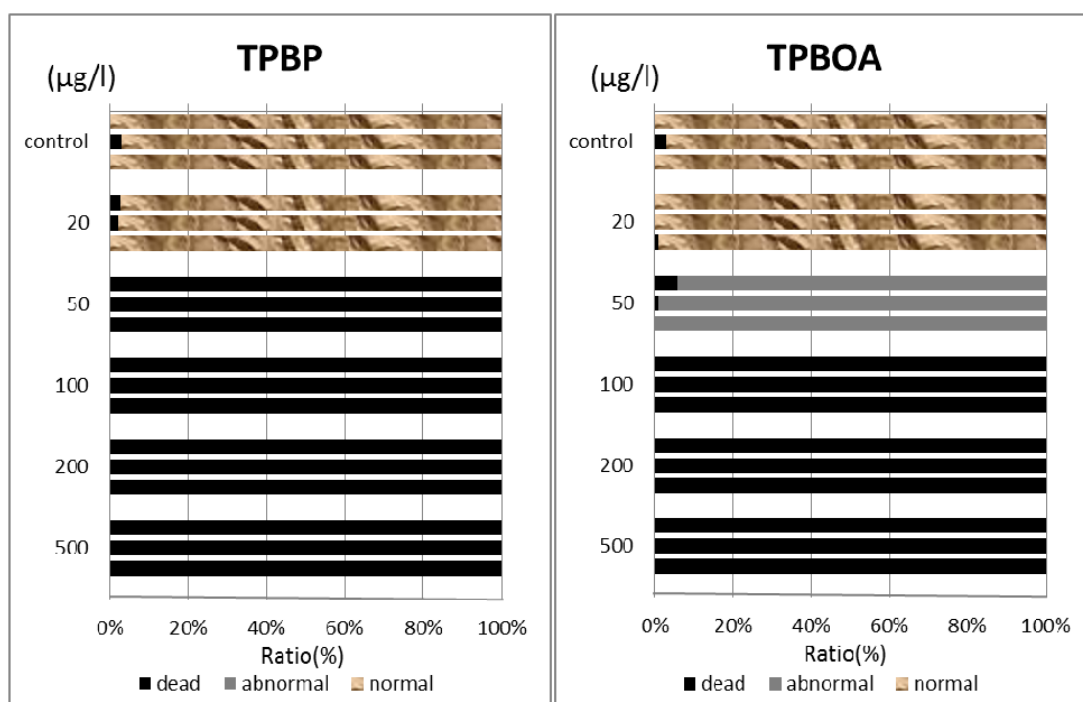 TPBP
(μg/l)
control
20
50
100
200
500
0% 20% 40% 60% 80% 100%
Ratio(%)
dead abnormal normal
TPBOA
(μg/l)
control
20
50
100
200
500
0% 20% 40% 60% 80% 100%
Ratio(%)
dead abnormal normal